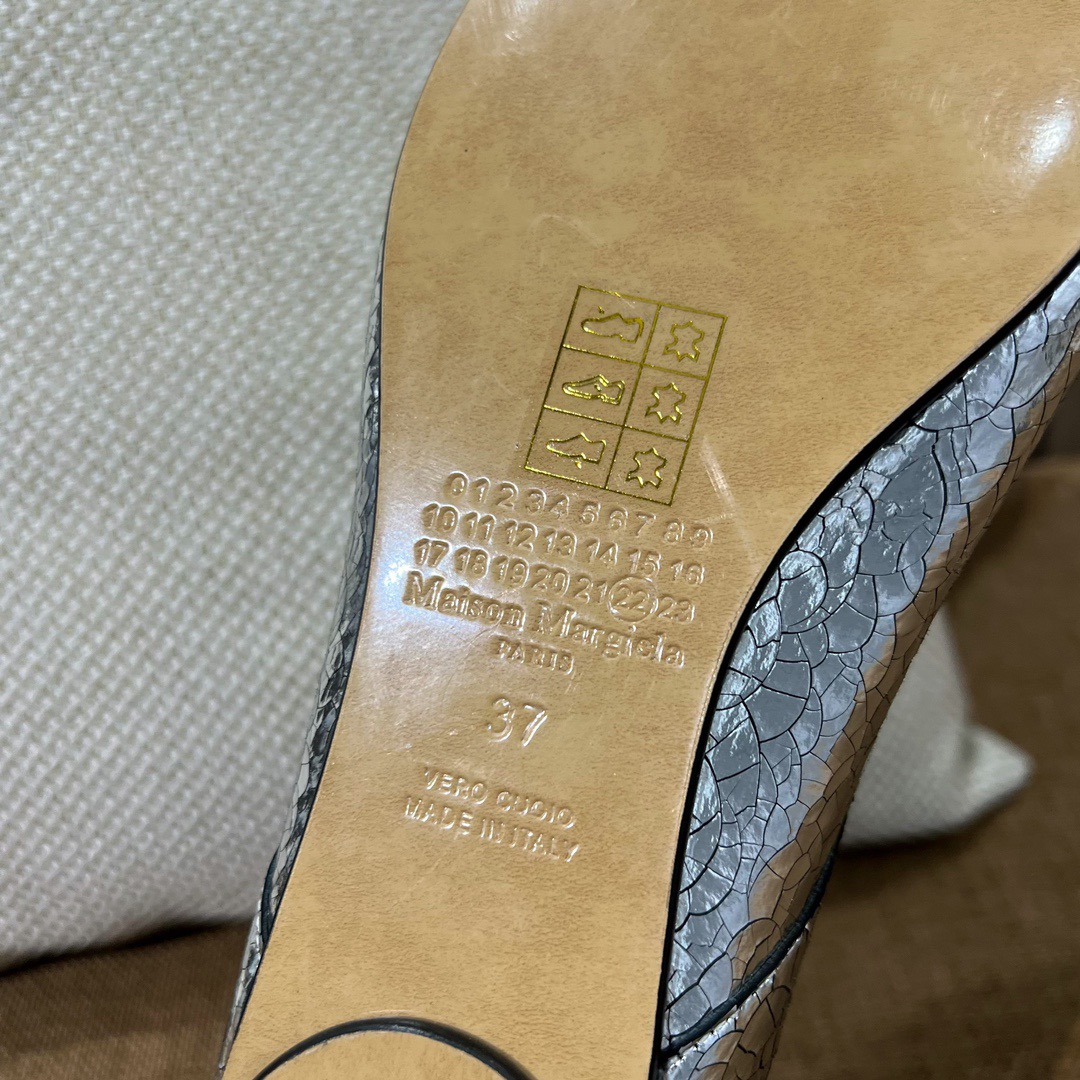 0 1 2 3 4 5 6 7 8 9
10 11 12 13 14 15 16
17 18 19 20 21 22 23
Maison Margiela
PARIS
37
VERO CUOIO
MADE IN ITALY